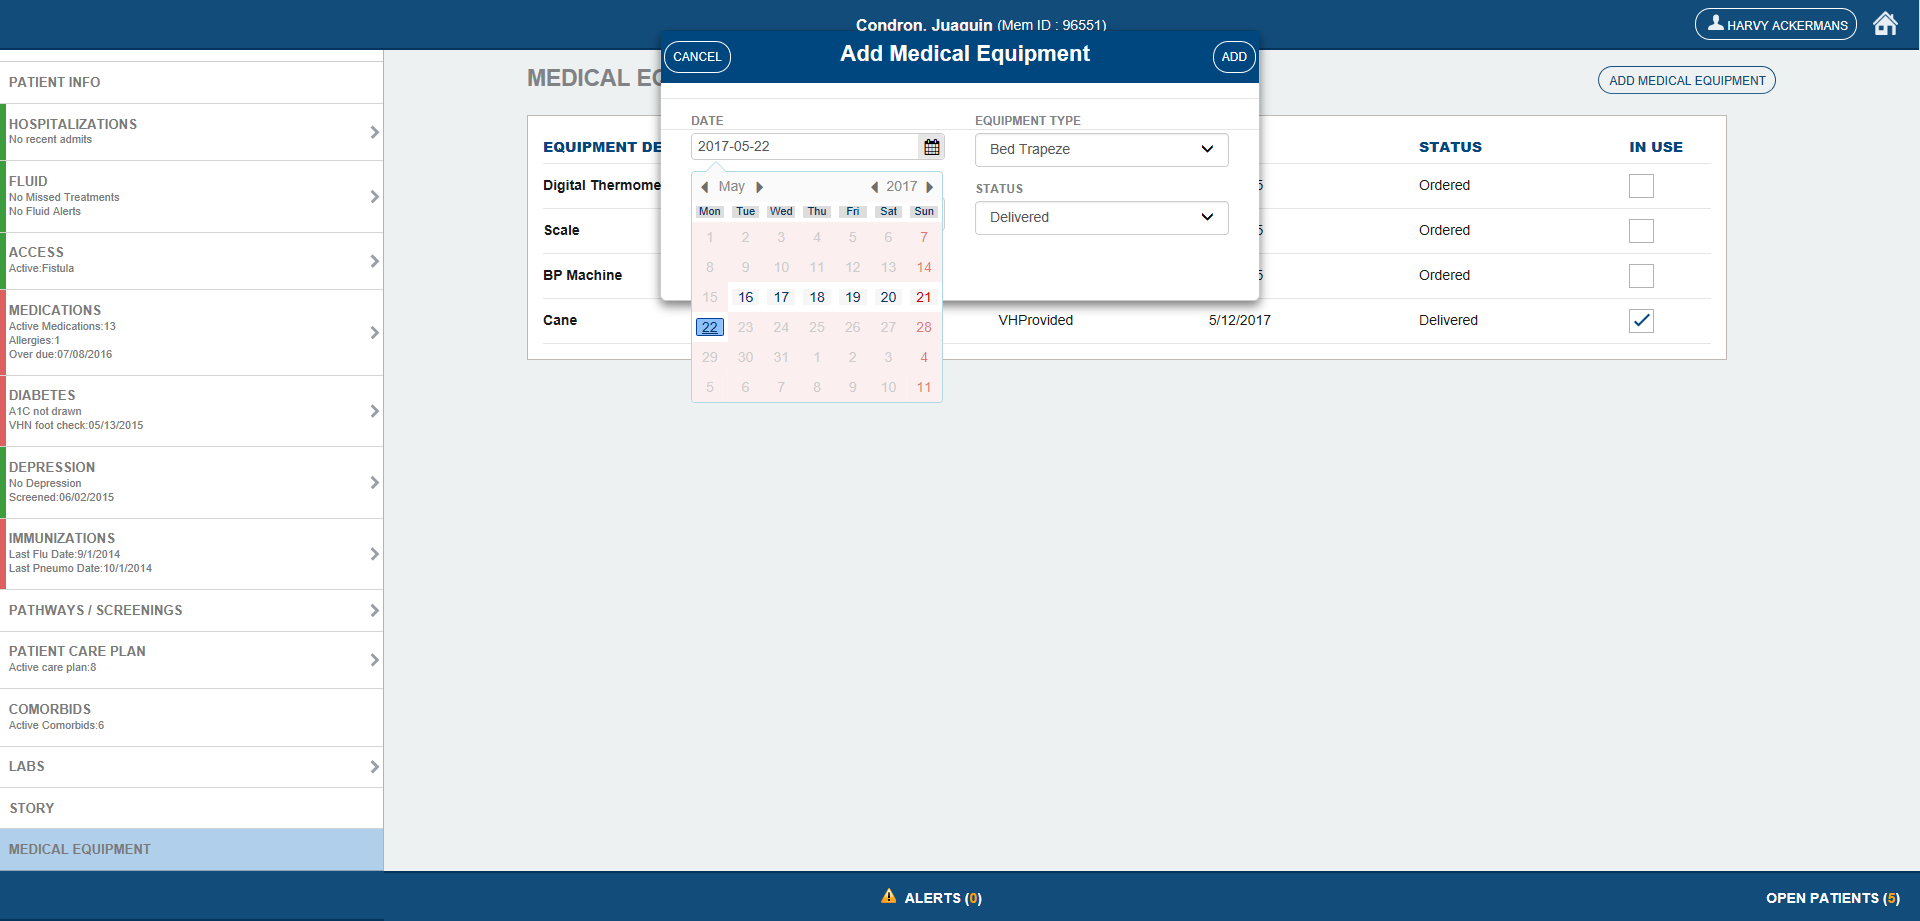 Condron, Juaquin (Mem ID : 96551)
HARVY ACKERMANS
PATIENT INFO
HOSPITALIZATIONS
No recent admits
FLUID
No Missed Treatments
No Fluid Alerts
ACCESS
Active:Fistula
MEDICATIONS
Active Medications:13
Allergies:1
Over due:07/08/2016
DIABETES
A1C not drawn
VHN foot check:05/13/2015
DEPRESSION
No Depression
Screened:06/02/2015
IMMUNIZATIONS
Last Flu Date:9/1/2014
Last Pneumo Date:10/1/2014
PATHWAYS / SCREENINGS
PATIENT CARE PLAN
Active care plan:8
COMORBIDS
Active Comorbids:6
LABS
STORY
MEDICAL EQUIPMENT
MEDICAL
ADD MEDICAL EQUIPMENT
CANCEL
Add Medical Equipment
ADD
DATE
2017-05-22
EQUIPMENT TYPE
Bed Trapeze
STATUS
Delivered
May 2017
Mon Tue Wed Thu Fri Sat Sun
1 2 3 4 5 6 7
8 9 10 11 12 13 14
15 16 17 18 19 20 21
22 23 24 25 26 27 28
29 30 31 1 2 3 4
5 6 7 8 9 10 11
EQUIPMENT STATUS IN USE
Digital Ordered
Scale Ordered
BP Machine Ordered
Cane VHProvided 5/12/2017 Delivered
ALERTS (0)
OPEN PATIENTS (5)